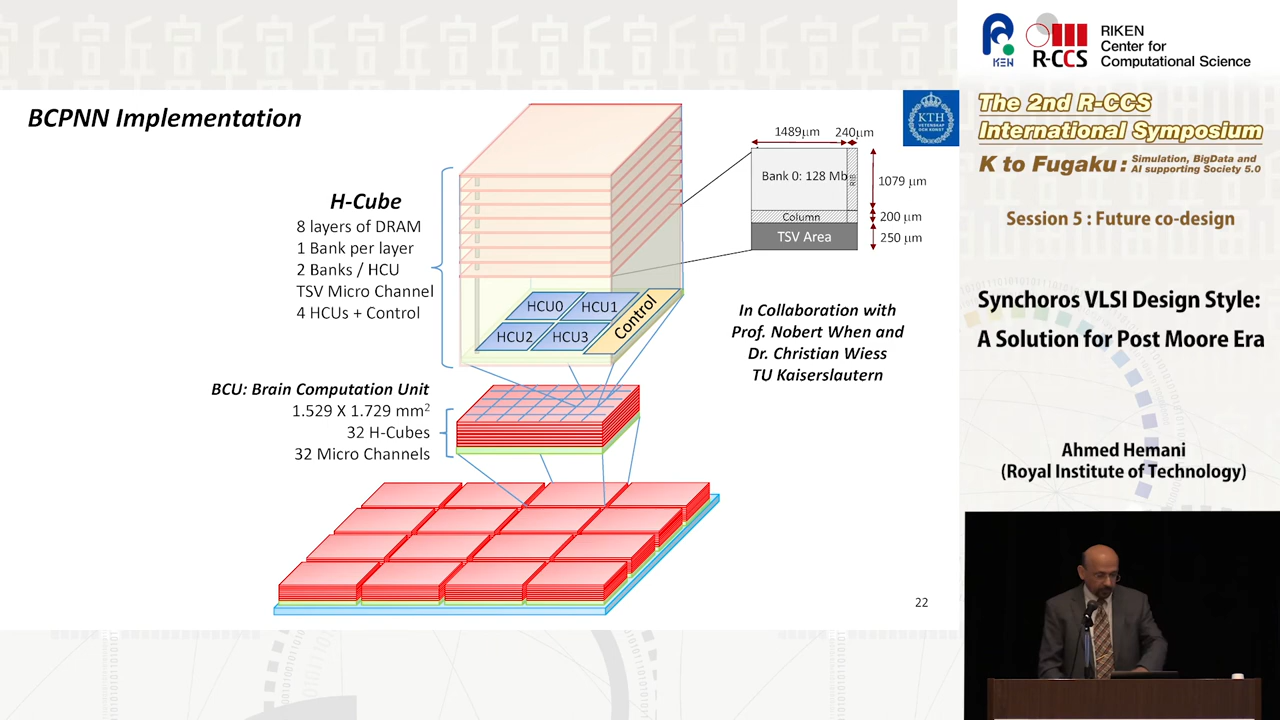 BCPNN Implementation
KTH
VETENSKAP
OCH KONST
H-Cube
8 layers of DRAM
1 Bank per layer
2 Banks / HCU
TSV Micro Channel
4 HCUs + Control
HCU0
HCU1
HCU2
HCU3
Control
1489μm
240μm
Bank 0: 128 Mb
1079 μm
Column
200 μm
TSV Area
250 μm
In Collaboration with
Prof. Nobert When and
Dr. Christian Wiess
TU Kaiserslautern
BCU: Brain Computation Unit
1.529 X 1.729 mm2
32 H-Cubes
32 Micro Channels
22
RIKEN
R-CCS
RIKEN
Center for
Computational Science
The 2nd R-CCS
International Symposium
K to Fugaku: Simulation, BigData and
AI supporting Society 5.0
Session 5 : Future co-design
Synchoros VLSI Design Style:
A Solution for Post Moore Era
Ahmed Hemani
(Royal Institute of Technology)